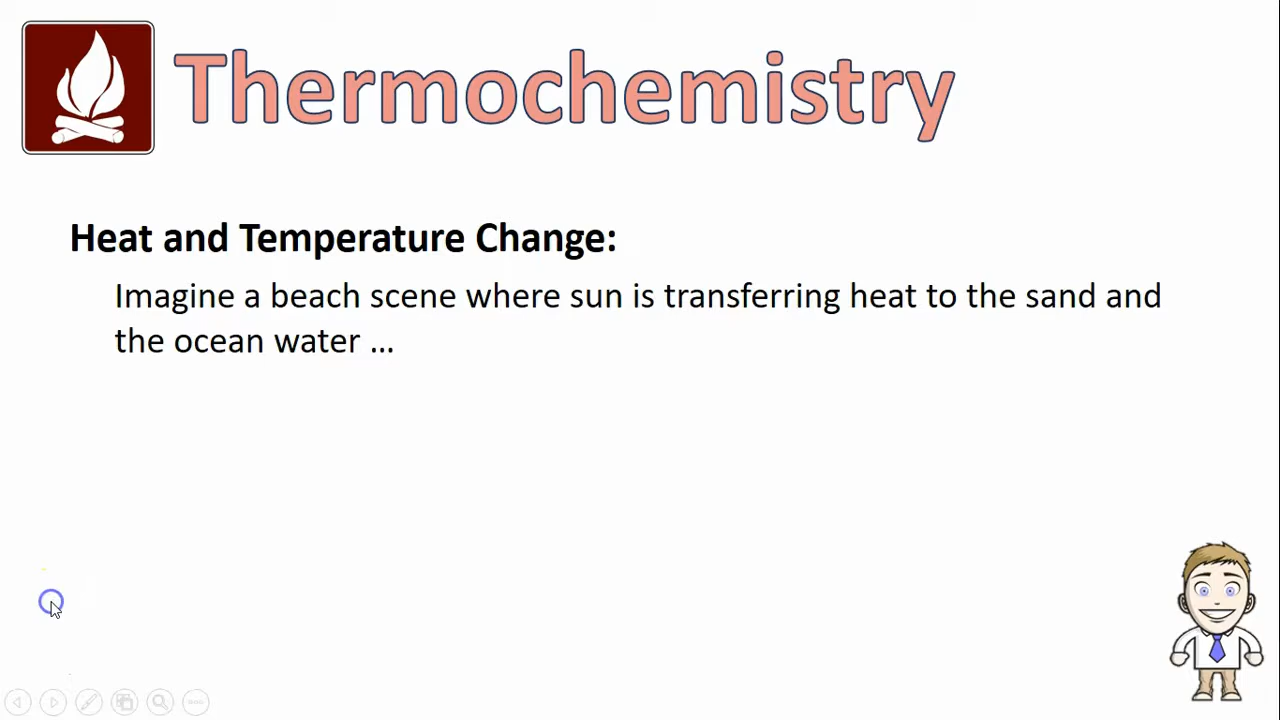 Thermochemistry
Heat and Temperature Change:
Imagine a beach scene where sun is transferring heat to the sand and
the ocean water ...